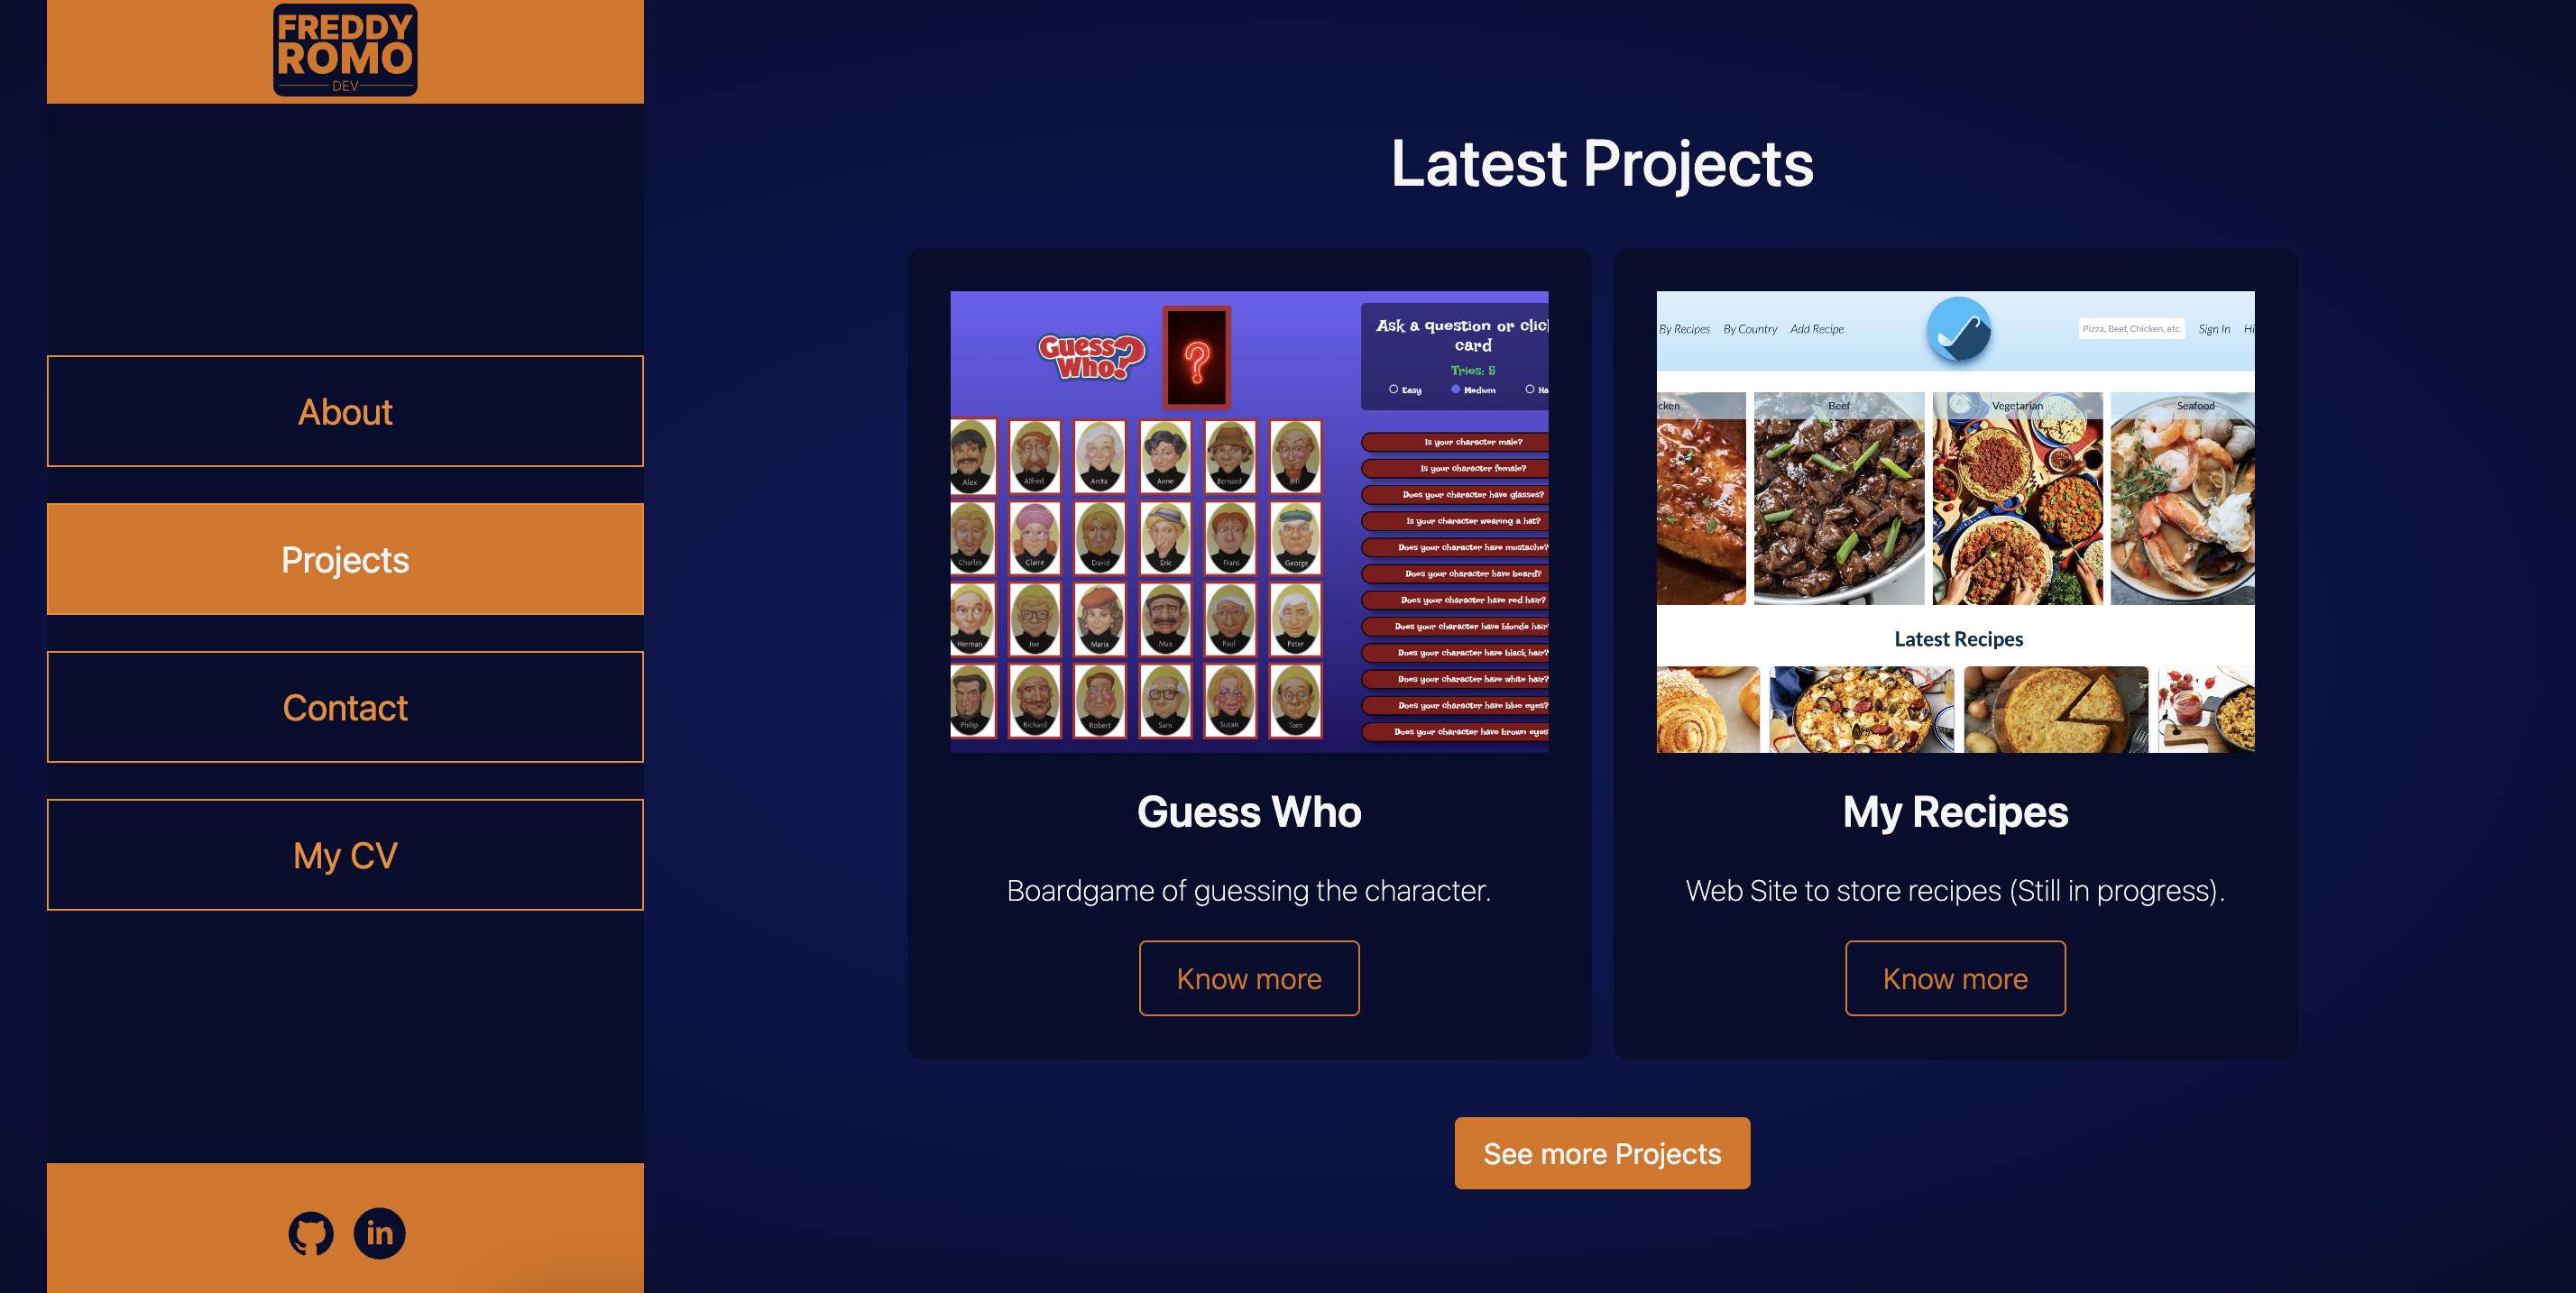 FREDDY
ROMO
DEV
About
Projects
Contact
My CV
Latest Projects
Guess
Who?
?
Ask a question or
card
Tries: 5
Easy
Medium
Is your character male?
Is your character female?
Does your character have glasses?
Is your character wearing a hat?
Does your character have mustache?
Does your character have beard?
Does your character have red hair?
Does your character have blonde hair
Does your character have black hair?
Does your character have white hair?
Does your character have blue eyes?
Does your character have brown eyes
Alex Alfred Anita Anne Bernard Bill
Charles Claire David Eric Frans George
Herman Joe Maria Max Paul Peter
Philip Richard Robert Sam Susan Tom
Guess Who
Boardgame of guessing the character.
Know more
By Recipes By Country Add Recipe
Pizza, Beef, Chicken, etc. Sign In
Beef Vegetarian Seafood
Latest Recipes
My Recipes
Web Site to store recipes (Still in progress).
Know more
See more Projects
in